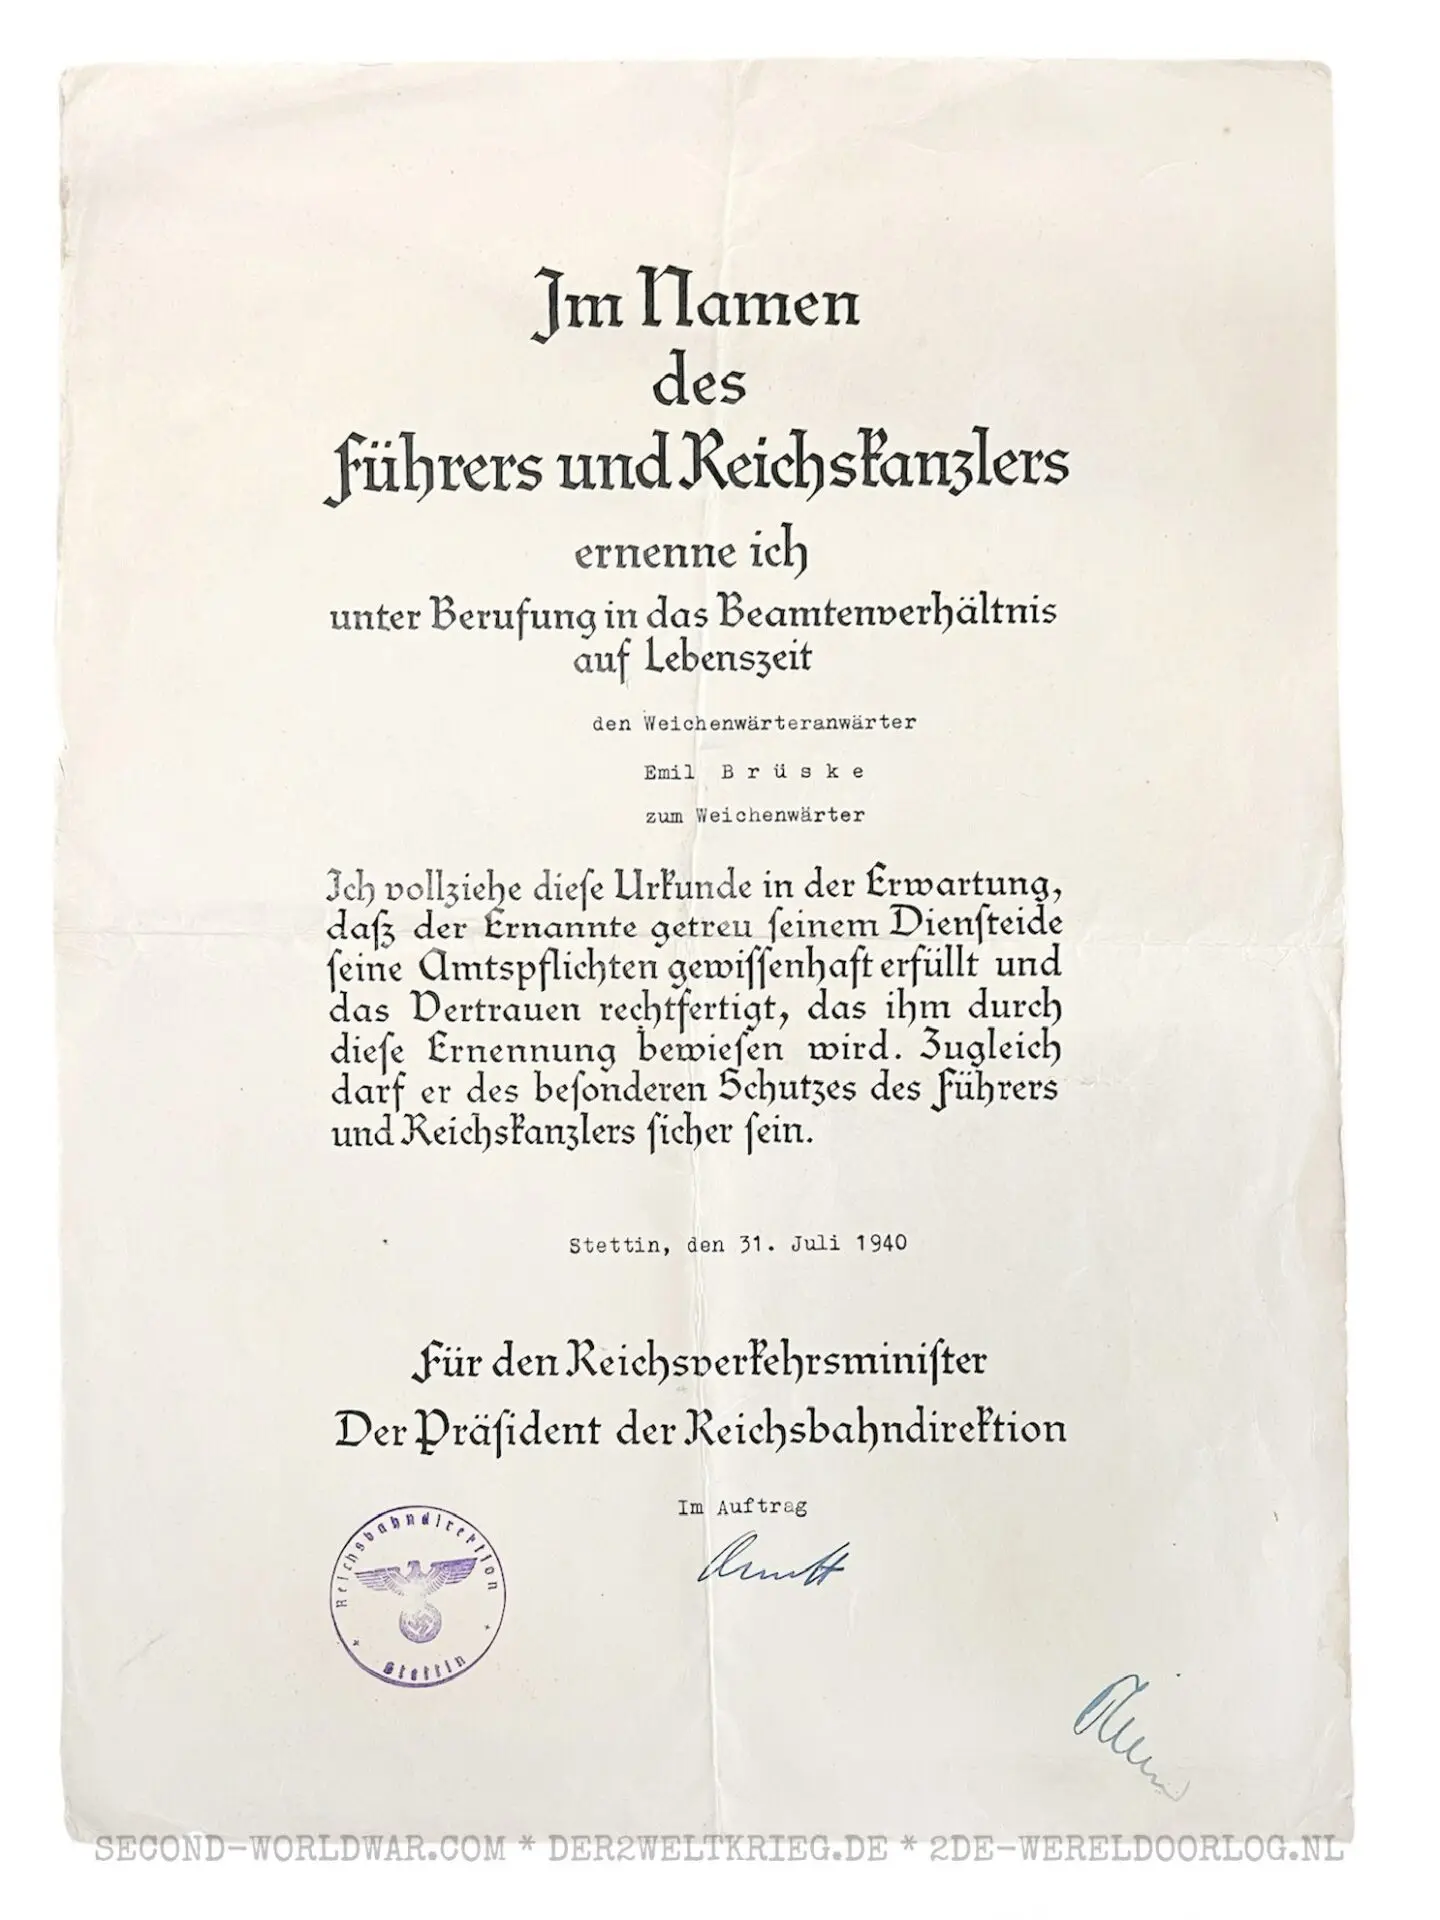 Im Namen
des
Führers und Reichskanzlers
ernenne ich
unter Berufung in das Beamtenverhältnis
auf Lebenszeit
den Weichenwärteranwärter
Emil B r ü s k e
zum Weichenwärter
Ich vollziehe dieſe Urkunde in der Erwartung,
daß der Ernannte getreu ſeinem Dienſteide
ſeine Amtspflichten gewiſſenhaft erfüllt und
das Vertrauen rechtfertigt, das ihm durch
dieſe Ernennung bewieſen wird. Zugleich
darf er des beſonderen Schutzes des Führers
und Reichskanzlers ſicher ſein.
Stettin, den 31. Juli 1940
Für den Reichsverkehrsminiſter
Der Präſident der Reichsbahndirektion
Im Auftrag
Reichsbahndirektion
* Stettin *
SECOND-WORLDWAR.COM * DER2WELTKRIEG.DE * 2DE-WERELDOORLOG.NL